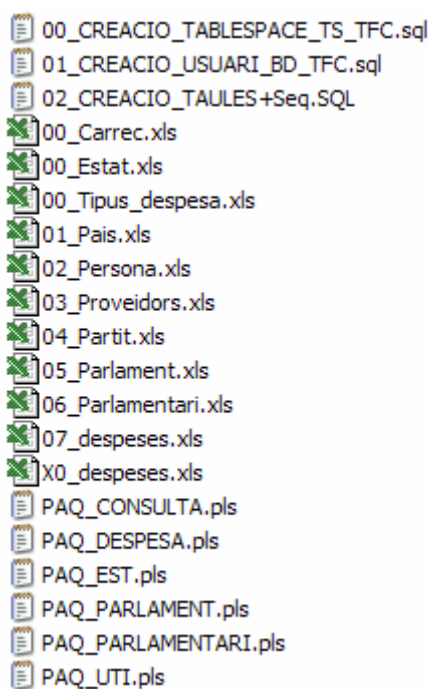 00_CREACIO_TABLESPACE_TS_TFC.sql
01_CREACIO_USUARI_BD_TFC.sql
02_CREACIO_TAULES+Seq.SQL
00_Carrec.xls
00_Estat.xls
00_Tipus_despesa.xls
01_Pais.xls
02_Persona.xls
03_Proveidors.xls
04_Partit.xls
05_Parlament.xls
06_Parlamentari.xls
07_despeses.xls
X0_despeses.xls
PAQ_CONSULTA.pls
PAQ_DESPESA.pls
PAQ_EST.pls
PAQ_PARLAMENT.pls
PAQ_PARLAMENTARI.pls
PAQ_UTI.pls